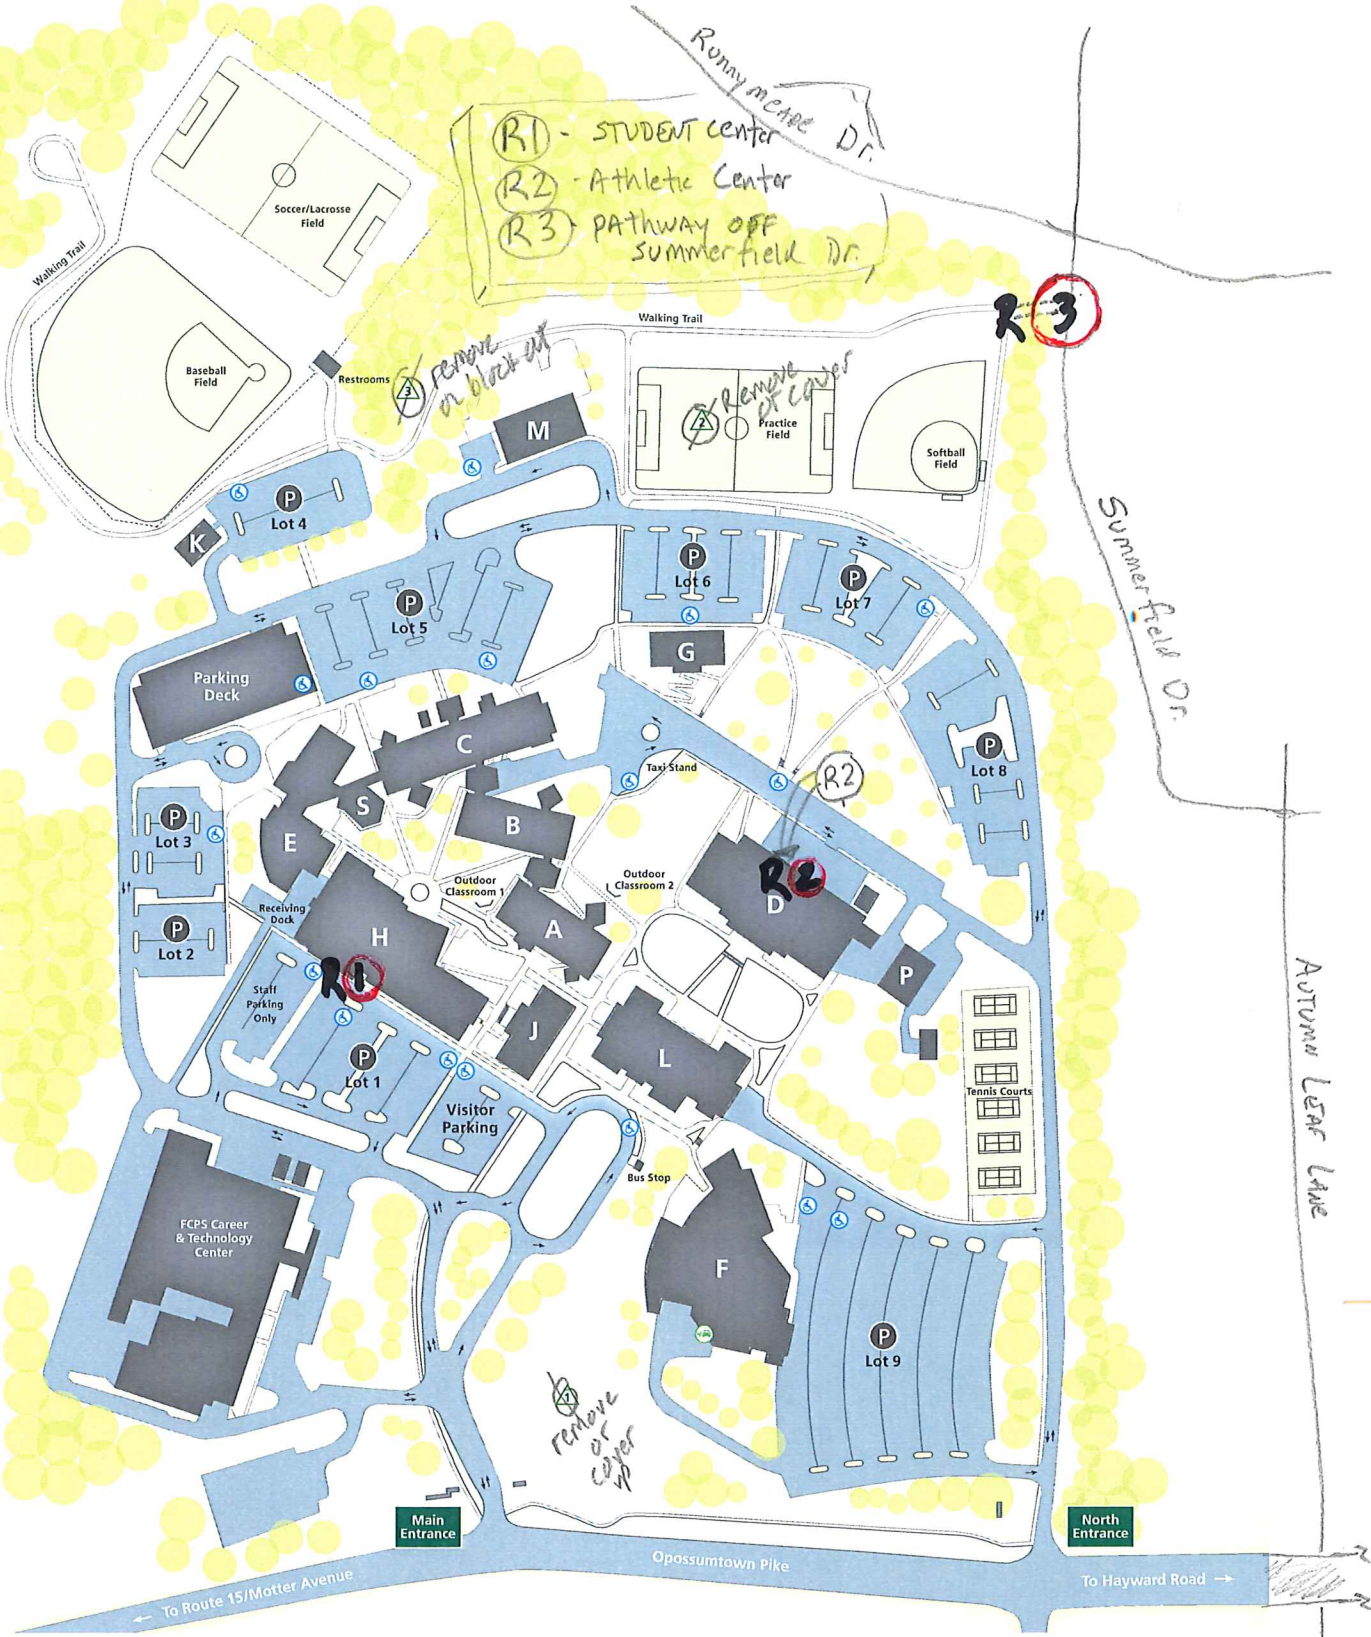 Runnymeade Dr.
R1 - STUDENT center
R2 - Athletic Center
R3 - PATHWAY OFF
summerfield Dr.
Soccer/Lacrosse
Field
Walking Trail
Walking Trail
R 3
Baseball
Field
Restrooms
3
remove
or block out
2
Remove
or cover
Practice
Field
Softball
Field
M
P
Lot 4
K
Summerfield Dr.
P
Lot 5
P
Lot 6
P
Lot 7
G
Parking
Deck
C
Taxi Stand
P
Lot 8
R2
S
B
E
P
Lot 3
Outdoor
Classroom 1
Outdoor
Classroom 2
R2
D
Receiving
Dock
P
Lot 2
H
A
P
R1
Staff
Parking
Only
J
L
P
Lot 1
Tennis Courts
AUTUMN LEAF LANE
Visitor
Parking
Bus Stop
FCPS Career
& Technology
Center
F
P
Lot 9
1
remove
or
cover
up
Main
Entrance
North
Entrance
Opossumtown Pike
To Route 15/Motter Avenue
To Hayward Road